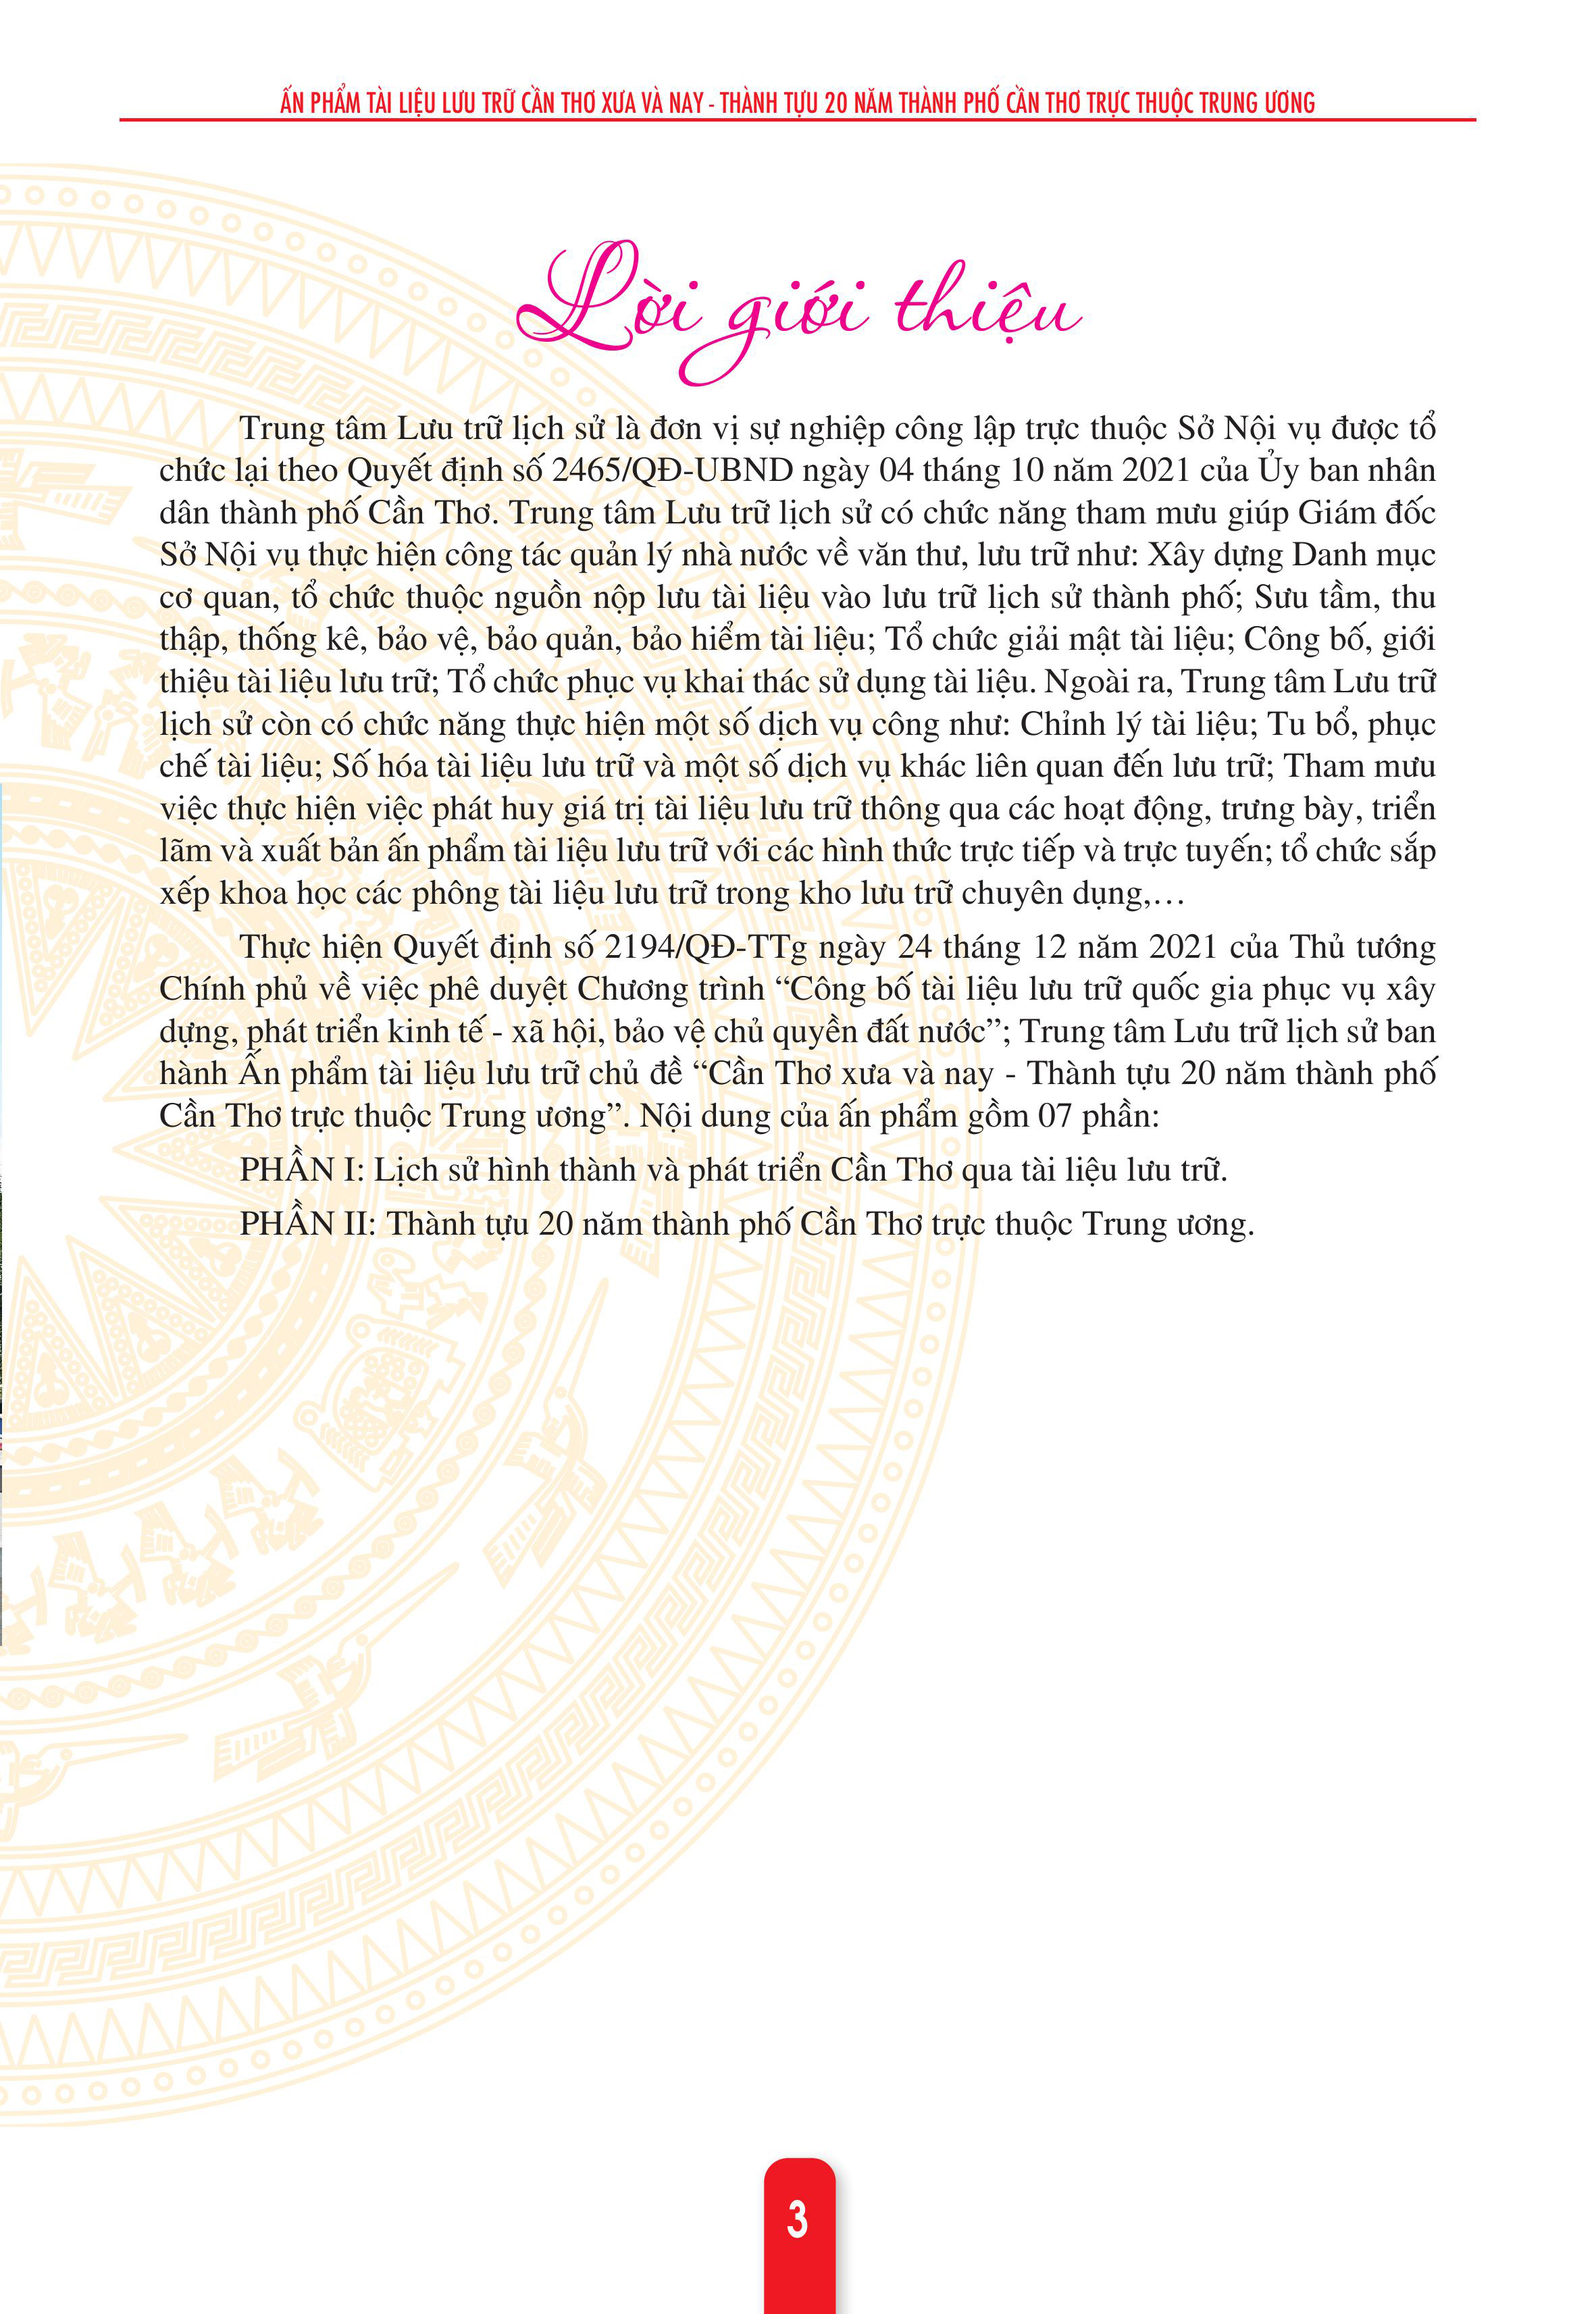 ẤN PHẨM TÀI LIỆU LƯU TRỮ CẦN THƠ XƯA VÀ NAY - THÀNH TỰU 20 NĂM THÀNH PHỐ CẦN THƠ TRỰC THUỘC TRUNG ƯƠNG
Lời giới thiệu
Trung tâm Lưu trữ lịch sử là đơn vị sự nghiệp công lập trực thuộc Sở Nội vụ được tổ
chức lại theo Quyết định số 2465/QĐ-UBND ngày 04 tháng 10 năm 2021 của Ủy ban nhân
dân thành phố Cần Thơ. Trung tâm Lưu trữ lịch sử có chức năng tham mưu giúp Giám đốc
Sở Nội vụ thực hiện công tác quản lý nhà nước về văn thư, lưu trữ như: Xây dựng Danh mục
cơ quan, tổ chức thuộc nguồn nộp lưu tài liệu vào lưu trữ lịch sử thành phố; Sưu tầm, thu
thập, thống kê, bảo vệ, bảo quản, bảo hiểm tài liệu; Tổ chức giải mật tài liệu; Công bố, giới
thiệu tài liệu lưu trữ; Tổ chức phục vụ khai thác sử dụng tài liệu. Ngoài ra, Trung tâm Lưu trữ
lịch sử còn có chức năng thực hiện một số dịch vụ công như: Chỉnh lý tài liệu; Tu bổ, phục
chế tài liệu; Số hóa tài liệu lưu trữ và một số dịch vụ khác liên quan đến lưu trữ; Tham mưu
việc thực hiện việc phát huy giá trị tài liệu lưu trữ thông qua các hoạt động, trưng bày, triển
lãm và xuất bản ấn phẩm tài liệu lưu trữ với các hình thức trực tiếp và trực tuyến; tổ chức sắp
xếp khoa học các phông tài liệu lưu trữ trong kho lưu trữ chuyên dụng,…
Thực hiện Quyết định số 2194/QĐ-TTg ngày 24 tháng 12 năm 2021 của Thủ tướng
Chính phủ về việc phê duyệt Chương trình “Công bố tài liệu lưu trữ quốc gia phục vụ xây
dựng, phát triển kinh tế - xã hội, bảo vệ chủ quyền đất nước”; Trung tâm Lưu trữ lịch sử ban
hành Ấn phẩm tài liệu lưu trữ chủ đề “Cần Thơ xưa và nay - Thành tựu 20 năm thành phố
Cần Thơ trực thuộc Trung ương”. Nội dung của ấn phẩm gồm 07 phần:
PHẦN I: Lịch sử hình thành và phát triển Cần Thơ qua tài liệu lưu trữ.
PHẦN II: Thành tựu 20 năm thành phố Cần Thơ trực thuộc Trung ương.
3